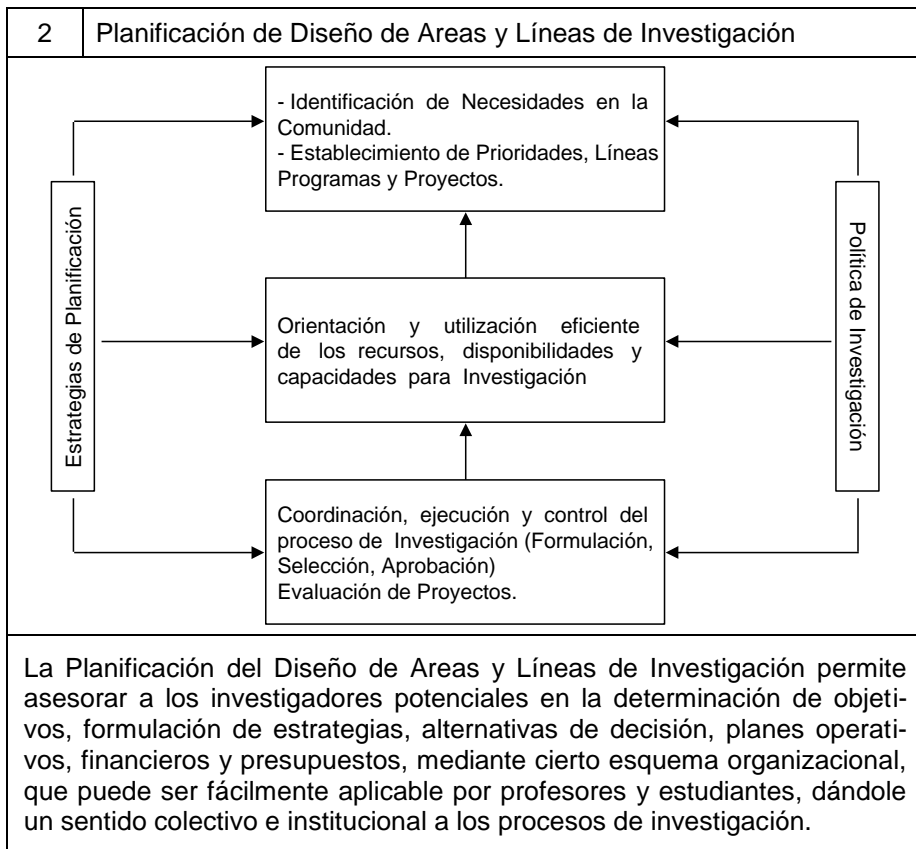 2 Planificación de Diseño de Areas y Líneas de Investigación
- Identificación de Necesidades en la
Comunidad.
- Establecimiento de Prioridades, Líneas
Programas y Proyectos.
Estrategias de Planificación
Política de Investigación
Orientación y utilización eficiente
de los recursos, disponibilidades y
capacidades para Investigación
Coordinación, ejecución y control del
proceso de Investigación (Formulación,
Selección, Aprobación)
Evaluación de Proyectos.
La Planificación del Diseño de Areas y Líneas de Investigación permite
asesorar a los investigadores potenciales en la determinación de objeti-
vos, formulación de estrategias, alternativas de decisión, planes operati-
vos, financieros y presupuestos, mediante cierto esquema organizacional,
que puede ser fácilmente aplicable por profesores y estudiantes, dándole
un sentido colectivo e institucional a los procesos de investigación.